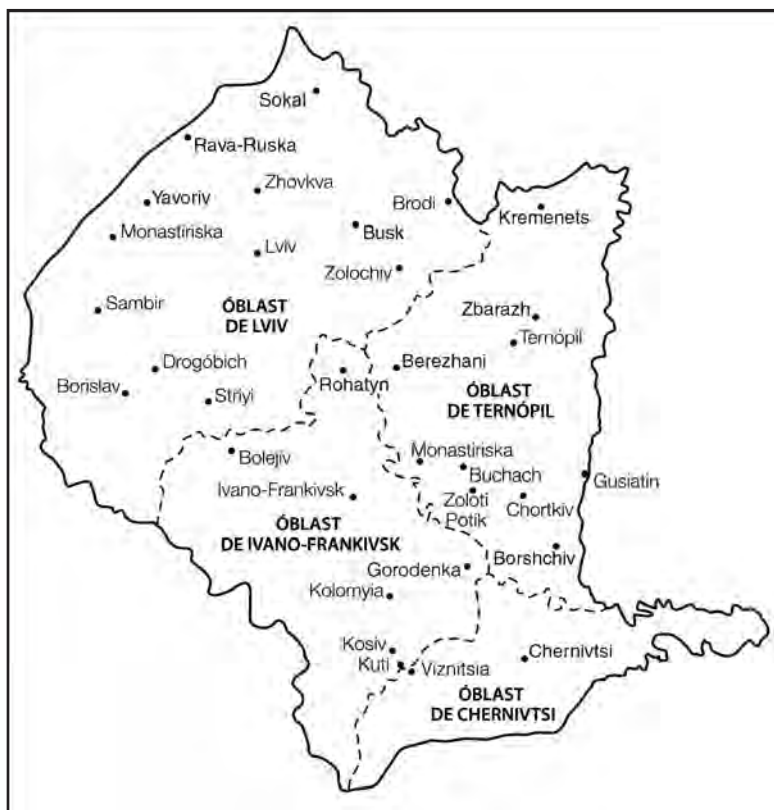 Sokal
Rava-Ruska
Zhovkva
Yavoriv
Brodi
Kremenets
Busk
Monastiriska
Lviv
Zolochiv
Sambir
ÓBLAST
DE LVIV
Zbarazh
Ternópil
Drogóbich
Berezhani
Rohatyn
Borislav
Striyi
ÓBLAST
DE TERNÓPIL
Bolejiv
Monastiriska
Buchach
Gusiatin
Ivano-Frankivsk
Zoloti
Potik
Chortkiv
ÓBLAST
DE IVANO-FRANKIVSK
Borshchiv
Gorodenka
Kolomyia
Kosiv
Kuti
Viznitsia
Chernivtsi
ÓBLAST
DE CHERNIVTSI